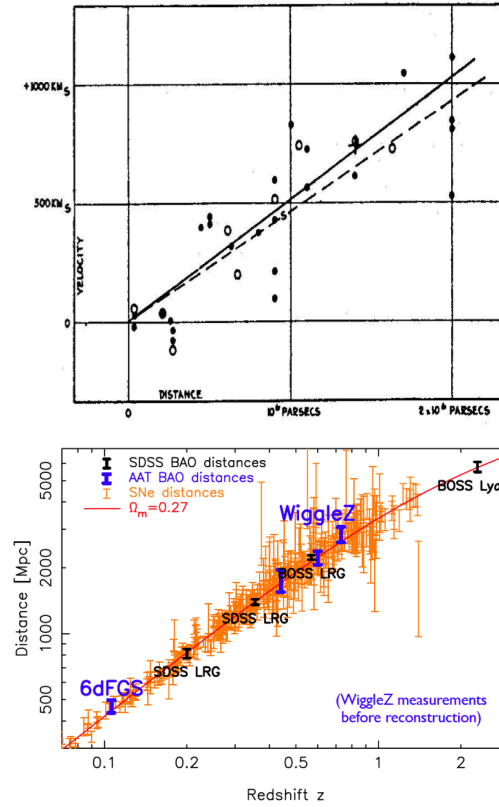 +1000 KMS
500 KMS
0
VELOCITY
S
DISTANCE
0
10⁶ PARSECS
2 x 10⁶ PARSECS
SDSS BAO distances
AAT BAO distances
SNe distances
Ωm=0.27
BOSS Lyα
WiggleZ
BOSS LRG
SDSS LRG
SDSS LRG
6dFGS
(WiggleZ measurements
before reconstruction)
Distance [Mpc]
5000
2000
1000
500
0.1
0.2
0.5
1
2
Redshift z